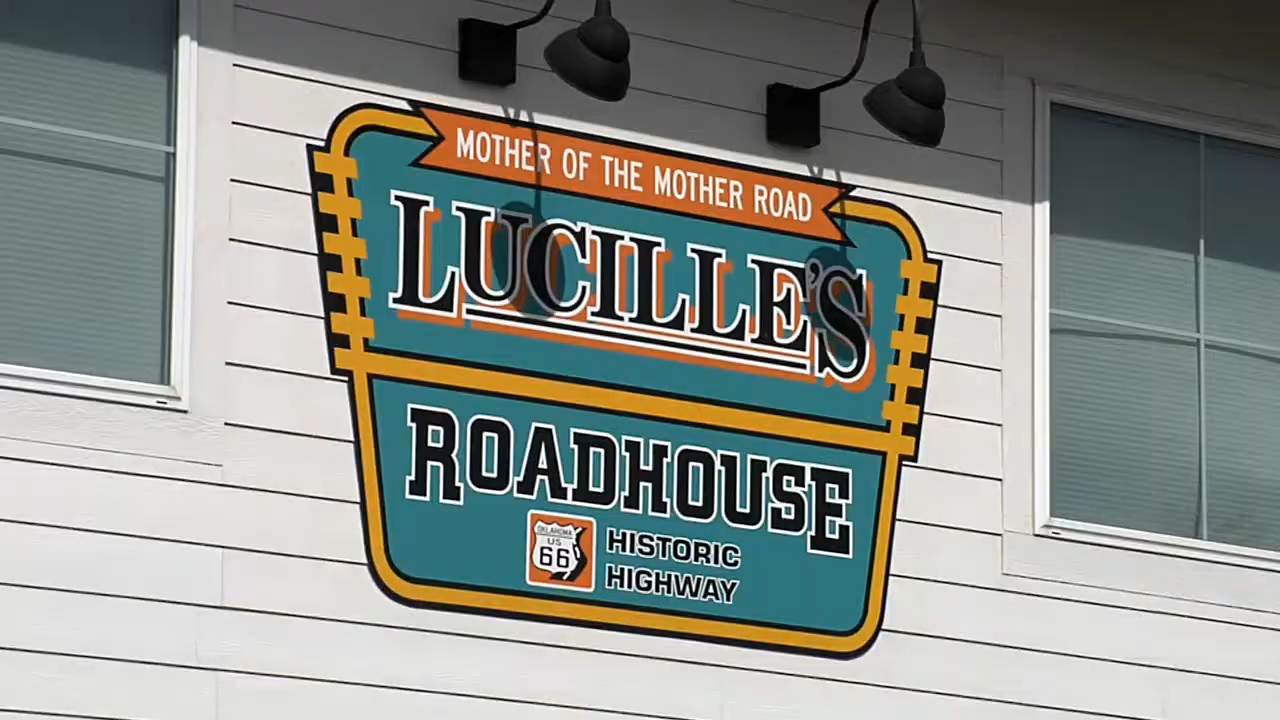 MOTHER OF THE MOTHER ROAD
LUCILLE'S
ROADHOUSE
OKLAHOMA
US
66
HISTORIC
HIGHWAY